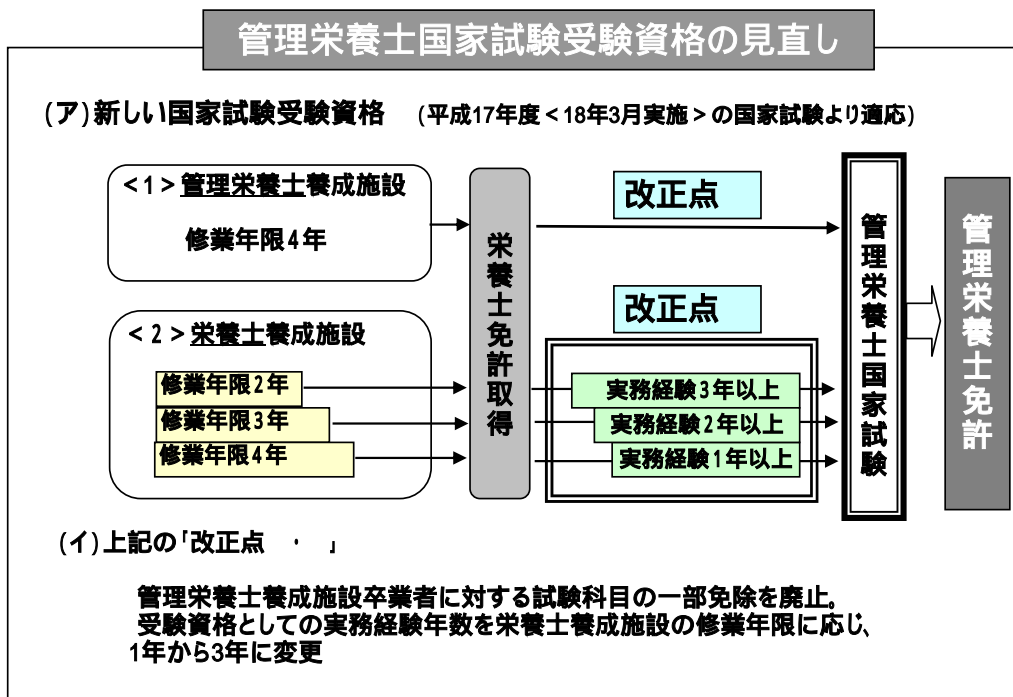 管理栄養士国家試験受験資格の見直し
(ア)新しい国家試験受験資格 (平成17年度<18年3月実施>の国家試験より適応)
<1>管理栄養士養成施設
修業年限4年
改正点
<2>栄養士養成施設
修業年限2年
修業年限3年
修業年限4年
栄養士免許取得
改正点
実務経験3年以上
実務経験2年以上
実務経験1年以上
管理栄養士国家試験
管理栄養士免許
(イ)上記の「改正点 ・ 」
管理栄養士養成施設卒業者に対する試験科目の一部免除を廃止。
受験資格としての実務経験年数を栄養士養成施設の修業年限に応じ、
1年から3年に変更